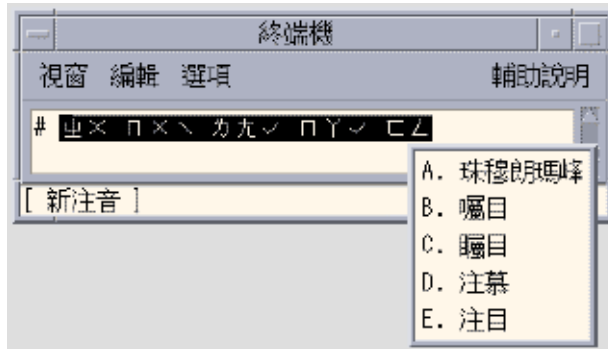 終端機
視窗 編輯 選項 輔助說明
# ㄓㄨ ㄇㄨˋ ㄌㄤˇ ㄇㄚˇ ㄈㄥ
A. 珠穆朗瑪峰
[ 新注音 ]
B. 囑目
C. 矚目
D. 注慕
E. 注目